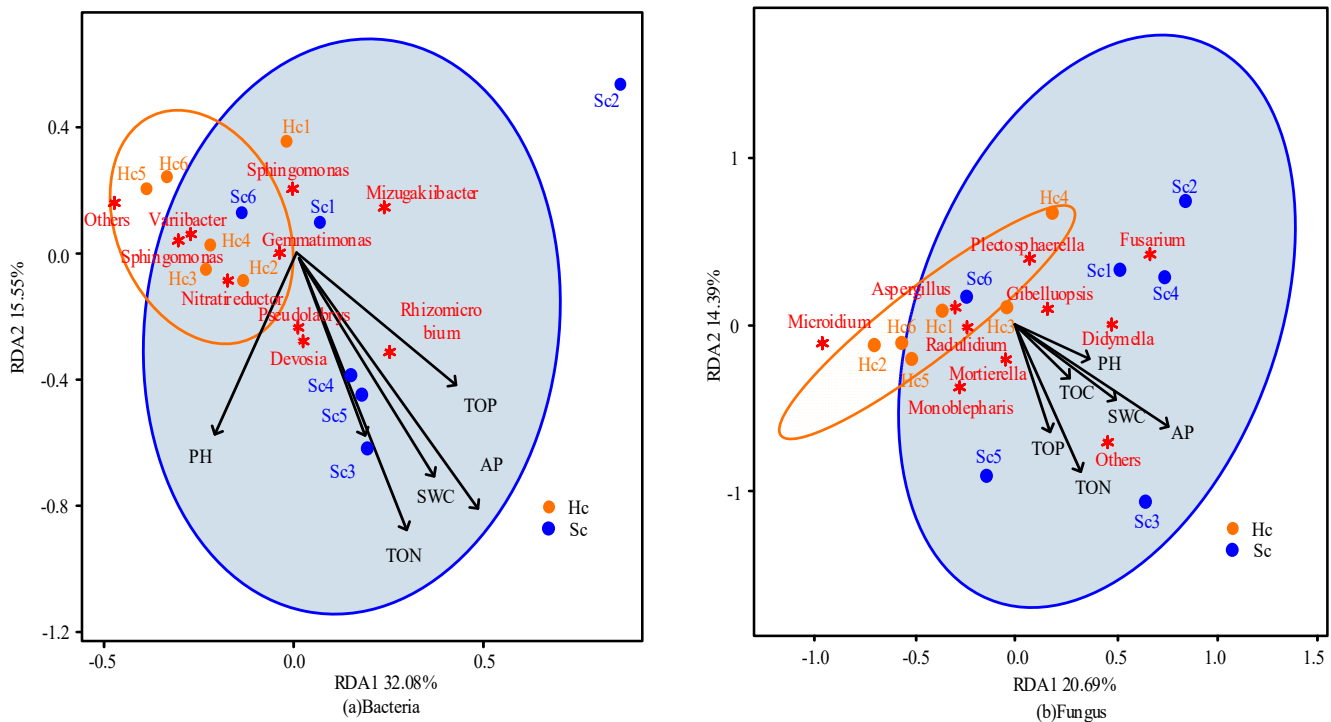 Sc2
0.4
Hc1
Hc6
Hc5
Sphingomonas
Mizugakiibacter
Sc6
Sc1
Others
Variibacter
Hc4
Gemmatimonas
0.0
Sphingomonas
Hc3
Hc2
Nitratireductor
Pseudolabrys
Rhizomicro
bium
Devosia
-0.4
Sc4
TOP
Sc5
PH
Sc3
AP
SWC
-0.8
Hc
Sc
TON
-1.2
RDA2 15.55%
-0.5
0.0
0.5
RDA1 32.08%
(a)Bacteria
1
Hc4
Sc2
Plectosphaerella
Fusarium
Sc1
Sc4
Sc6
Aspergillus
Gibelluopsis
Microidium
0
Hc6
Hc1
Hc3
Didymella
Radulidium
Hc2
Hc5
PH
Mortierella
TOC
Monoblepharis
SWC
AP
TOP
Others
Sc5
TON
-1
Sc3
Hc
Sc
RDA2 14.39%
-1.0
-0.5
0.0
0.5
1.0
1.5
RDA1 20.69%
(b)Fungus